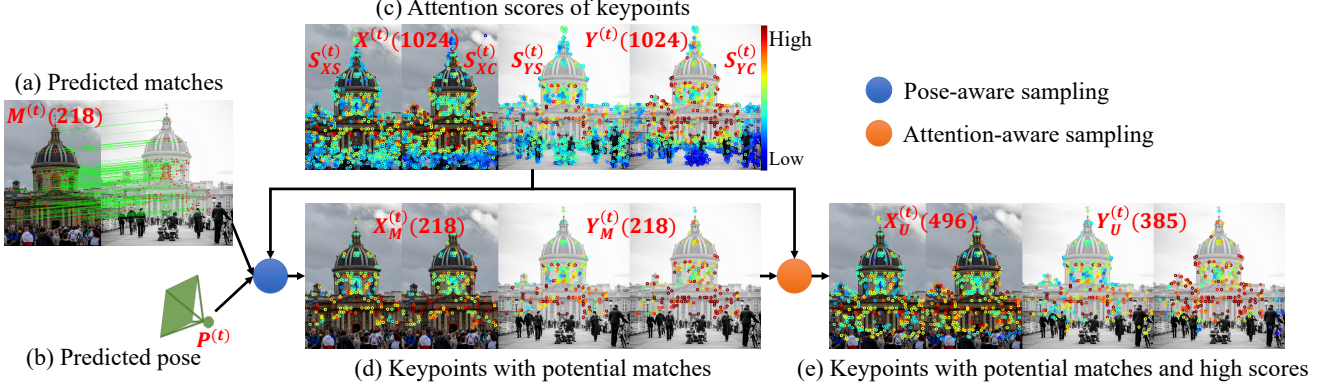 (c) Attention scores of keypoints
X^(t)(1024) Y^(t)(1024)
S_XS^(t) S_XC^(t) S_YS^(t) S_YC^(t)
High
Low
(a) Predicted matches
M^(t)(218)
Pose-aware sampling
Attention-aware sampling
X_M^(t)(218) Y_M^(t)(218)
X_U^(t)(496) Y_U^(t)(385)
P^(t)
(b) Predicted pose
(d) Keypoints with potential matches
(e) Keypoints with potential matches and high scores